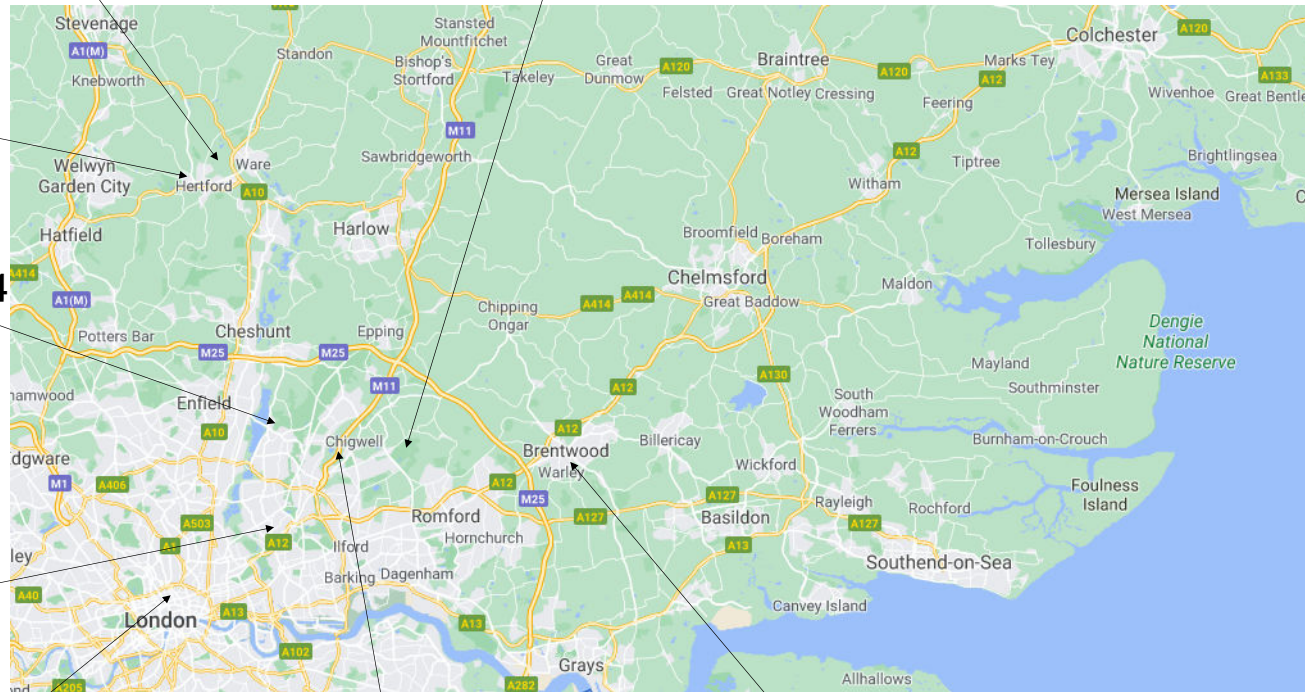 Stevenage
Stansted
Mountfitchet
Colchester
A120
A1(M)
Standon
Bishop's
Stortford
Great
Dunmow
A120
Braintree
A120
Marks Tey
A12
A133
Knebworth
Takeley
Felsted
Great Notley
Cressing
Feering
Wivenhoe
Great Bentle
M11
Welwyn
Garden City
Ware
Sawbridgeworth
A12
Tiptree
Brightlingsea
Hertford
A10
Witham
Mersea Island
West Mersea
Hatfield
Harlow
Broomfield
Boreham
Tollesbury
4
A414
Chelmsford
Maldon
A1(M)
Chipping
Ongar
A414
A414
Great Baddow
Potters Bar
Cheshunt
Epping
Dengie
National
Nature Reserve
M25
M25
Mayland
M11
A12
A130
Southminster
hamwood
Enfield
South
Woodham
Ferrers
A10
Chigwell
A12
Brentwood
Billericay
Burnham-on-Crouch
dgware
Warley
Wickford
M1
A406
A12
M25
A127
Foulness
Island
Rayleigh
Rochford
A503
Romford
A127
Basildon
A127
A1
A12
Ilford
Hornchurch
A13
ley
Barking
Dagenham
Southend-on-Sea
A40
London
A13
A13
Canvey Island
A102
Grays
Allhallows
A205
A282